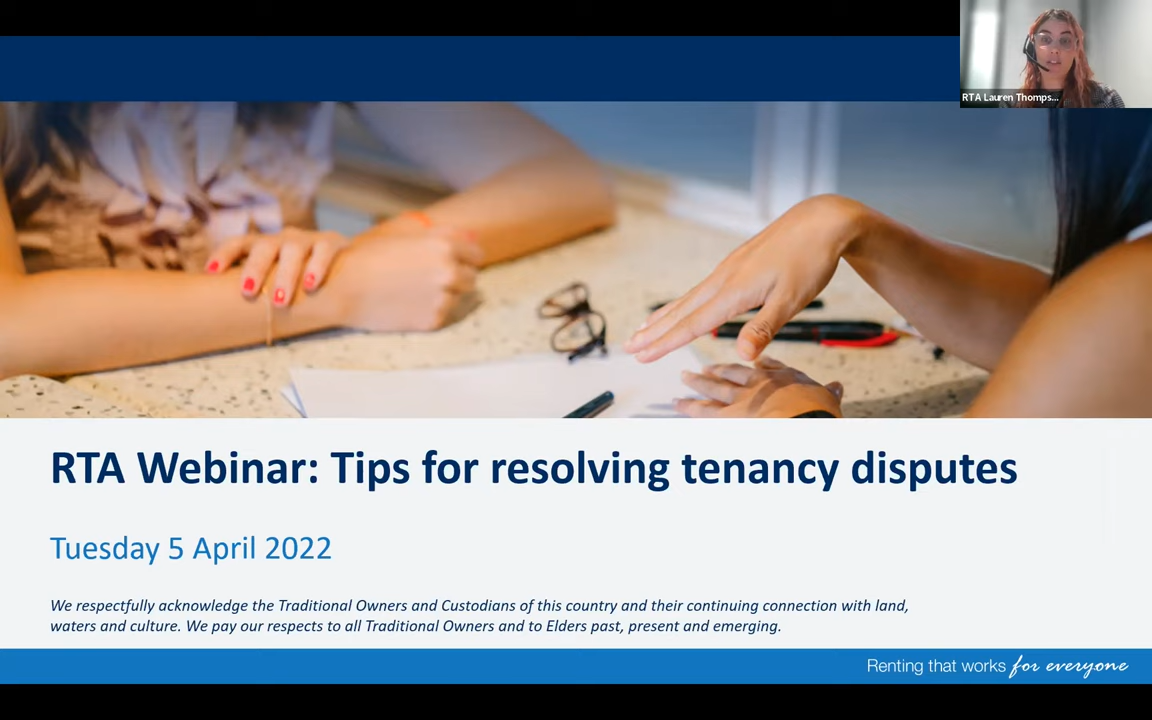 RTA Lauren Thomps...
RTA Webinar: Tips for resolving tenancy disputes
Tuesday 5 April 2022
We respectfully acknowledge the Traditional Owners and Custodians of this country and their continuing connection with land,
waters and culture. We pay our respects to all Traditional Owners and to Elders past, present and emerging.
Renting that works for everyone